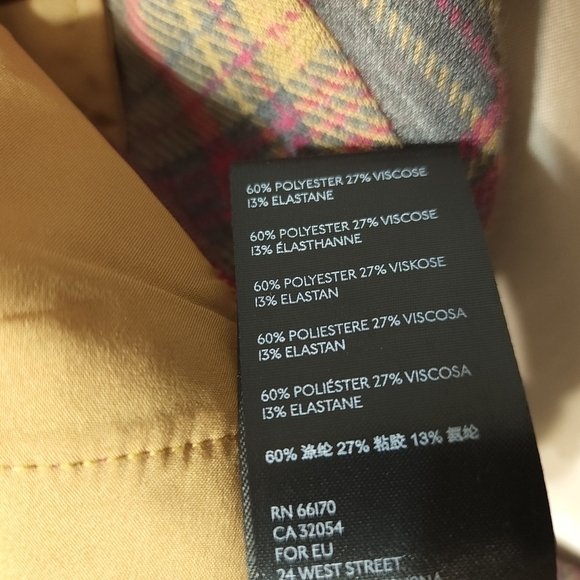 60% POLYESTER 27% VISCOSE
13% ELASTANE
60% POLYESTER 27% VISCOSE
13% ÉLASTHANNE
60% POLYESTER 27% VISKOSE
13% ELASTAN
60% POLIESTERE 27% VISCOSA
13% ELASTAN
60% POLIÉSTER 27% VISCOSA
13% ELASTANE
60% 涤纶 27% 粘胶 13% 氨纶
RN 66170
CA 32054
FOR EU
24 WEST STREET